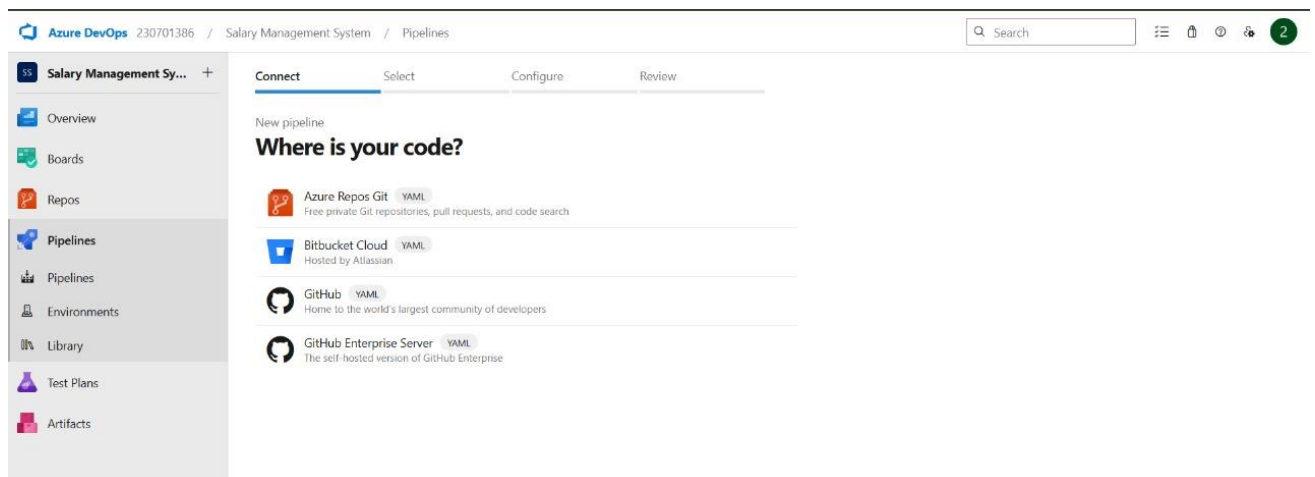 Azure DevOps 230701386 / Salary Management System / Pipelines
Search
2
SS Salary Management Sy... +
Overview
Boards
Repos
Pipelines
Pipelines
Environments
Library
Test Plans
Artifacts
Connect Select Configure Review
New pipeline
Where is your code?
Azure Repos Git YAML
Free private Git repositories, pull requests, and code search
Bitbucket Cloud YAML
Hosted by Atlassian
GitHub YAML
Home to the world's largest community of developers
GitHub Enterprise Server YAML
The self-hosted version of GitHub Enterprise